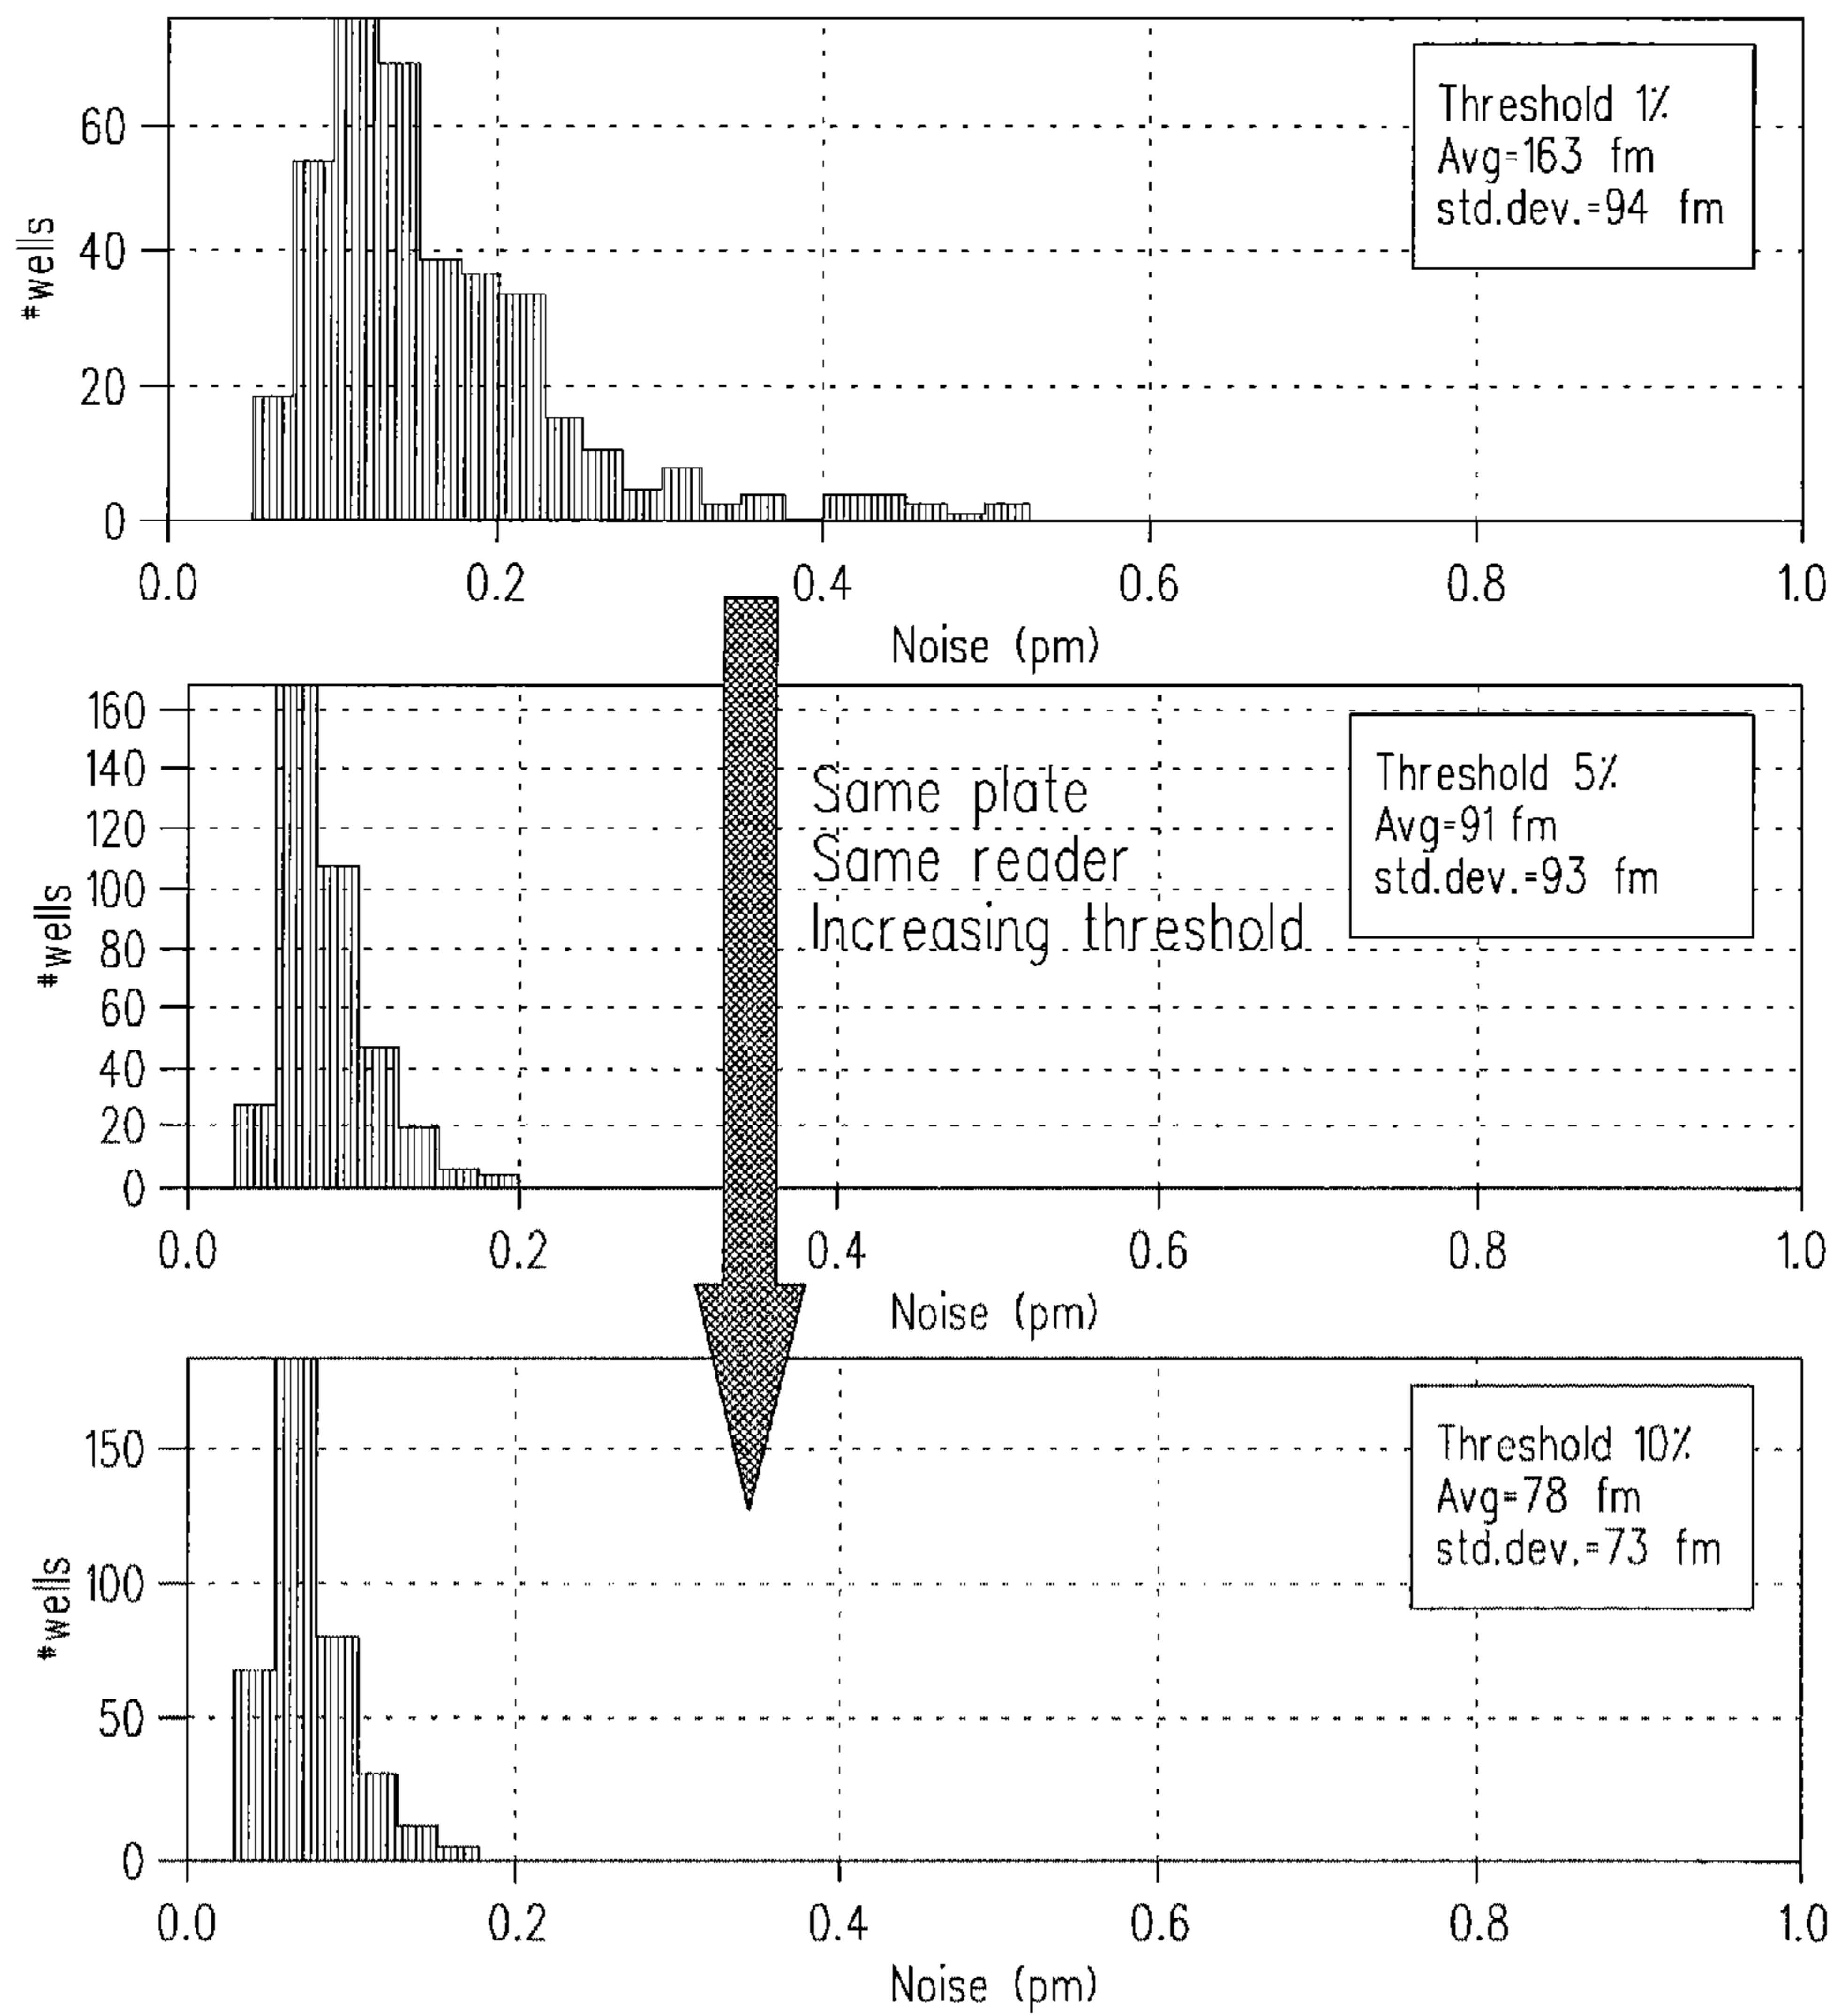 60
40
20
0
#wells
Threshold 1%
Avg=163 fm
std.dev.=94 fm
0.0 0.2 0.4 0.6 0.8 1.0
Noise (pm)
160
140
120
100
80
60
40
20
0
#wells
Same plate
Same reader
Increasing threshold
Threshold 5%
Avg=91 fm
std.dev.=93 fm
0.0 0.2 0.4 0.6 0.8 1.0
Noise (pm)
150
100
50
0
#wells
Threshold 10%
Avg=78 fm
std.dev.=73 fm
0.0 0.2 0.4 0.6 0.8 1.0
Noise (pm)